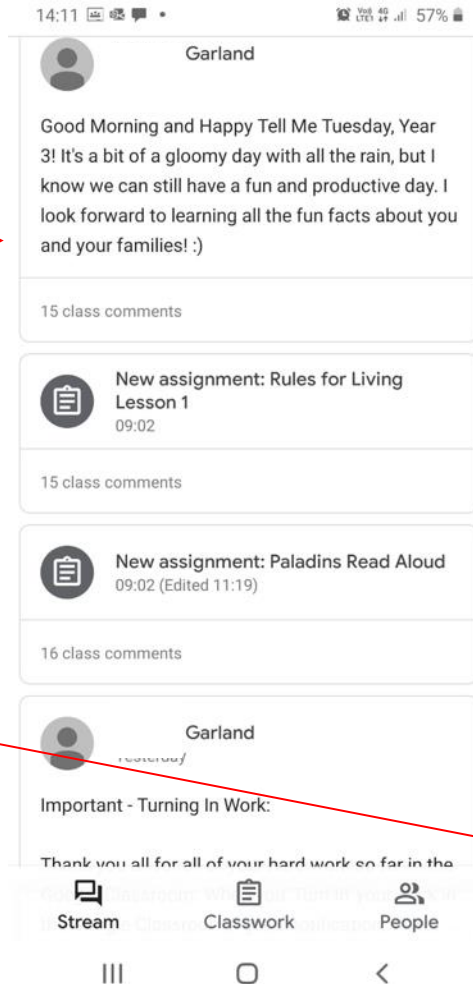 14:11
VoLTE1 4G 57%
Garland
Good Morning and Happy Tell Me Tuesday, Year
3! It's a bit of a gloomy day with all the rain, but I
know we can still have a fun and productive day. I
look forward to learning all the fun facts about you
and your families! :)
15 class comments
New assignment: Rules for Living
Lesson 1
09:02
15 class comments
New assignment: Paladins Read Aloud
09:02 (Edited 11:19)
16 class comments
Garland
Yesterday
Important - Turning In Work:
Thank you all for all of your hard work so far in the
Stream Classwork People